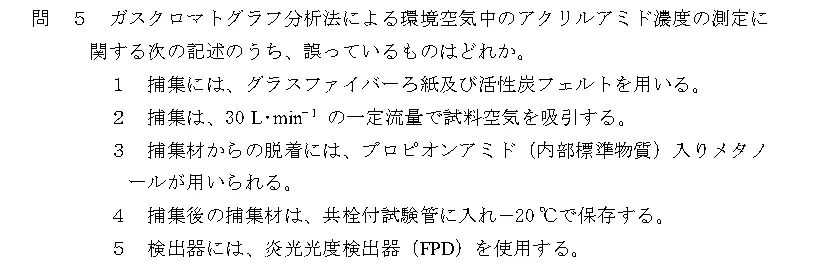 問　５　ガスクロマトグラフ分析法による環境空気中のアクリルアミド濃度の測定に
関する次の記述のうち、誤っているものはどれか。
１　捕集には、グラスファイバーろ紙及び活性炭フェルトを用いる。
２　捕集は、30 L･min⁻¹ の一定流量で試料空気を吸引する。
３　捕集材からの脱着には、プロピオンアミド（内部標準物質）入りメタノ
ールが用いられる。
４　捕集後の捕集材は、共栓付試験管に入れ－20 ℃で保存する。
５　検出器には、炎光光度検出器（FPD）を使用する。